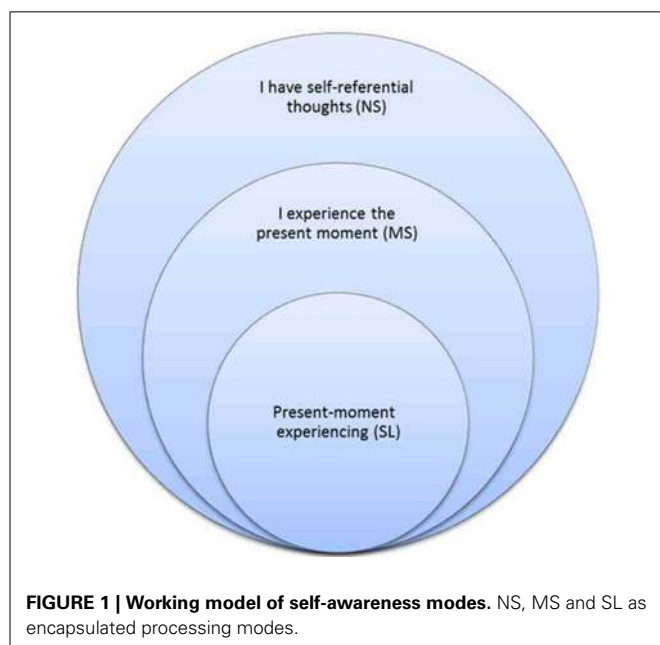 I have self-referential
thoughts (NS)
I experience the
present moment (MS)
Present-moment
experiencing (SL)
FIGURE 1 | Working model of self-awareness modes. NS, MS and SL as
encapsulated processing modes.